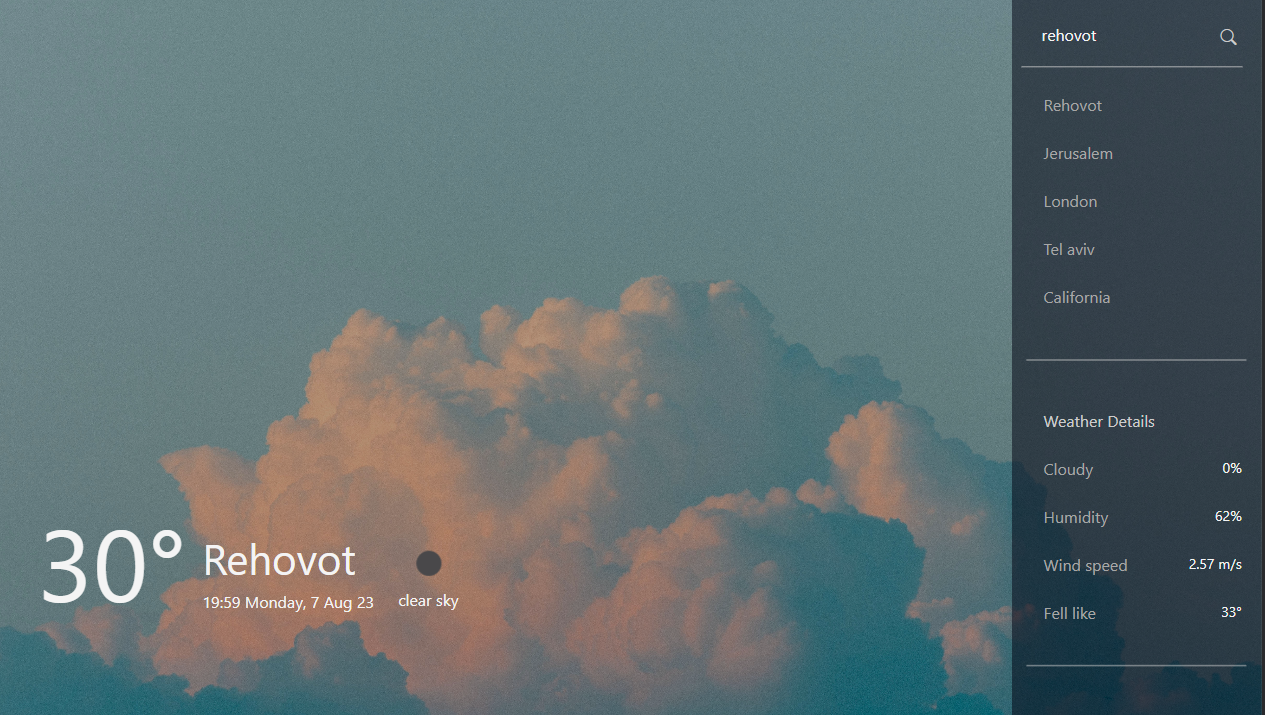 rehovot
Rehovot
Jerusalem
London
Tel aviv
California
Weather Details
Cloudy 0%
Humidity 62%
Wind speed 2.57 m/s
Fell like 33°
30°
Rehovot
19:59 Monday, 7 Aug 23
clear sky